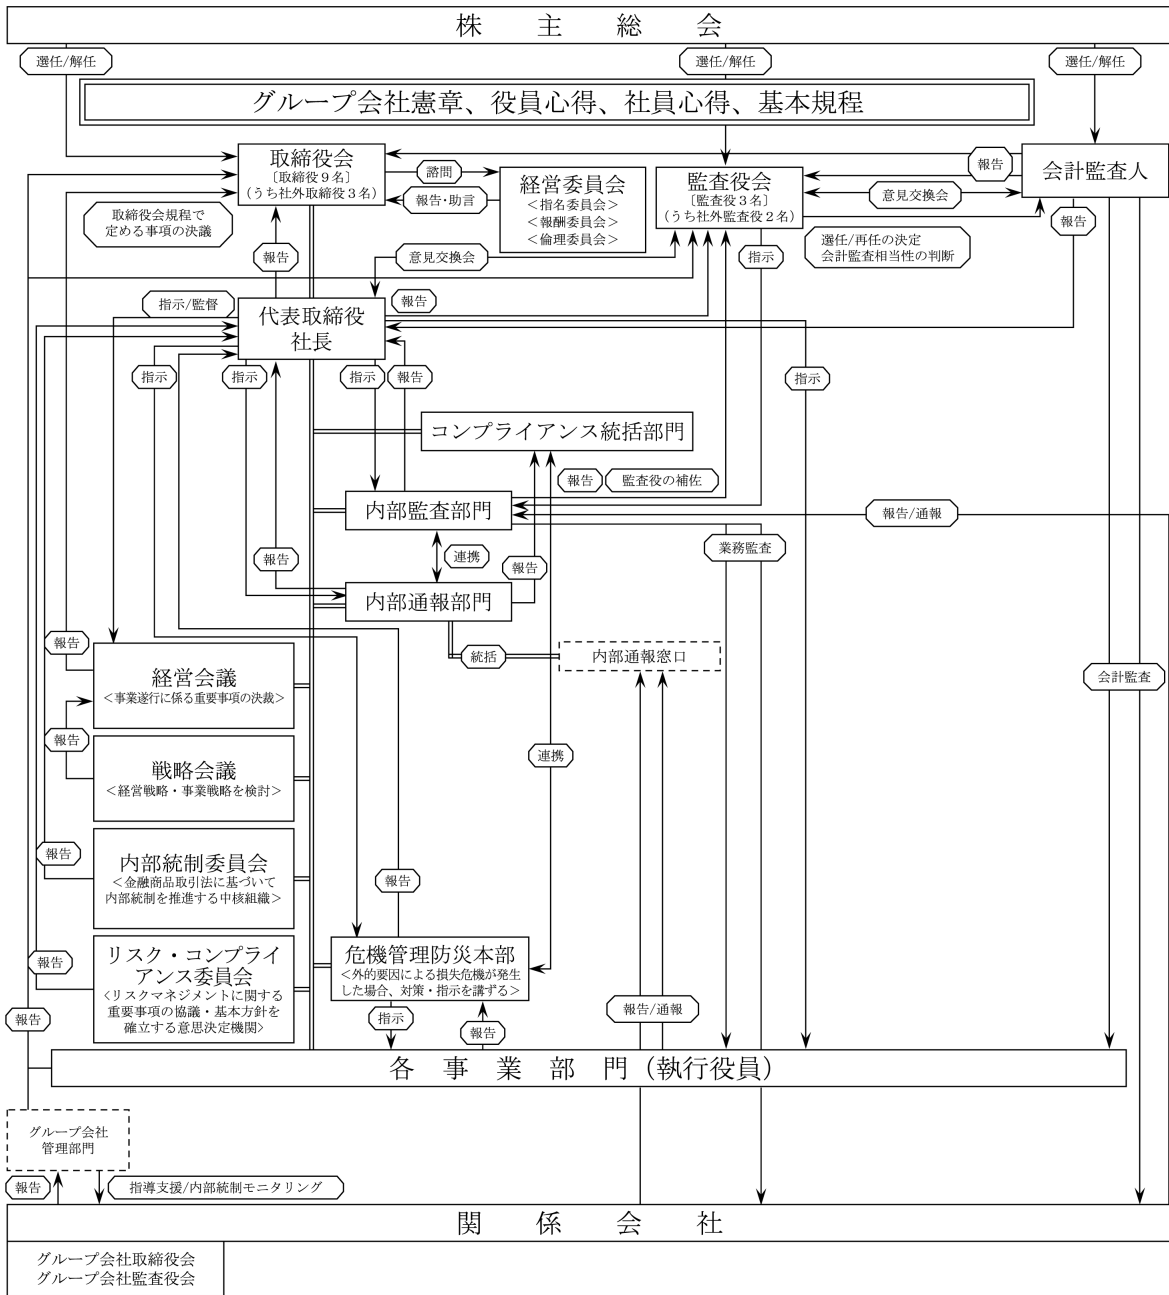 株主総会
選任/解任
選任/解任
選任/解任
グループ会社憲章、役員心得、社員心得、基本規程
取締役会
〔取締役９名〕
（うち社外取締役３名）
諮問
報告・助言
経営委員会
＜指名委員会＞
＜報酬委員会＞
＜倫理委員会＞
監査役会
〔監査役３名〕
（うち社外監査役２名）
報告
意見交換会
会計監査人
取締役会規程で
定める事項の決議
報告
選任/再任の決定
会計監査相当性の判断
報告
意見交換会
指示
指示/監督
報告
代表取締役
社長
指示
指示
指示
報告
指示
コンプライアンス統括部門
報告
監査役の補佐
内部監査部門
報告/通報
業務監査
報告
連携
報告
内部通報部門
報告
統括
内部通報窓口
経営会議
＜事業遂行に係る重要事項の決裁＞
会計監査
報告
連携
戦略会議
＜経営戦略・事業戦略を検討＞
報告
内部統制委員会
＜金融商品取引法に基づいて
内部統制を推進する中核組織＞
報告
報告
リスク・コンプライ
アンス委員会
＜リスクマネジメントに関する
重要事項の協議・基本方針を
確立する意思決定機関＞
危機管理防災本部
＜外的要因による損失危機が発生
した場合、対策・指示を講ずる＞
報告
指示
報告
報告/通報
各事業部門（執行役員）
グループ会社
管理部門
報告
指導支援/内部統制モニタリング
関係会社
グループ会社取締役会
グループ会社監査役会